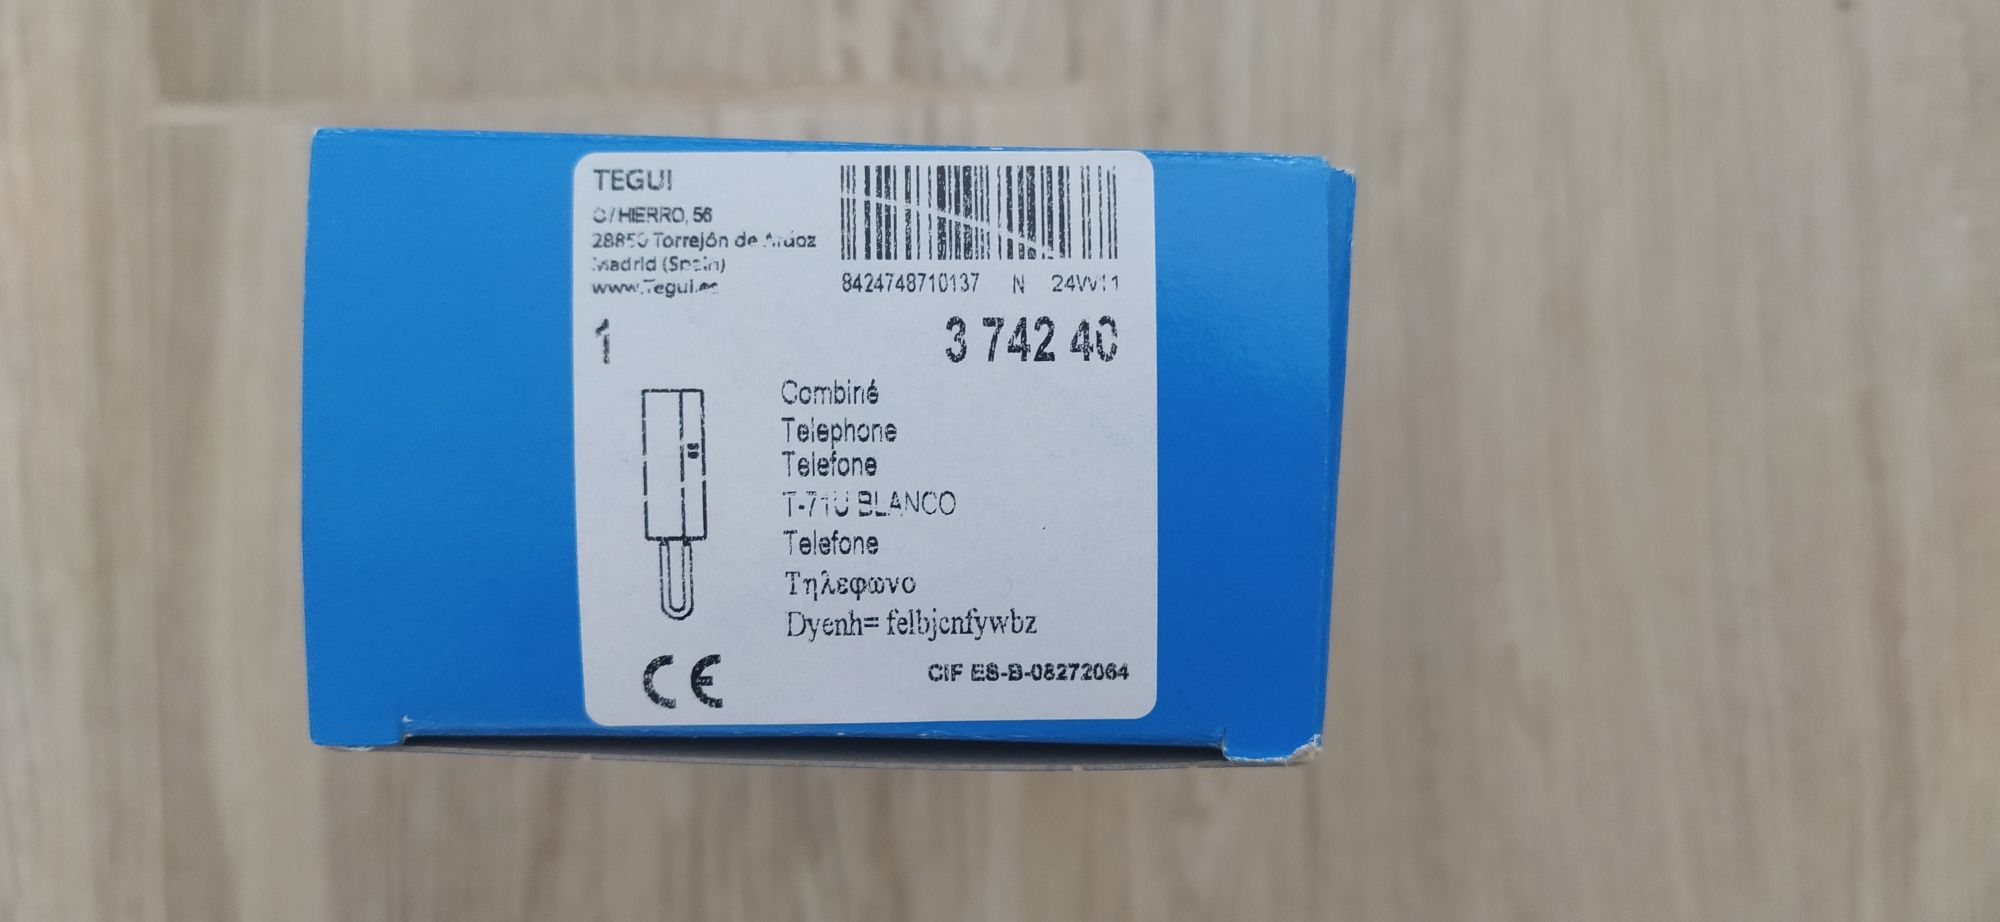 TEGUI
C/HIERRO, 56
28850 Torrejón de Ardoz
Madrid (Spain)
www.Tegui.es
8424748710137 N 24W11
1
3 742 40
Combiné
Telephone
Telefone
T-71U BLANCO
Telefone
Τηλεφωνο
Dyenh= felbjcnfywbz
CE
CIF ES-B-08272064